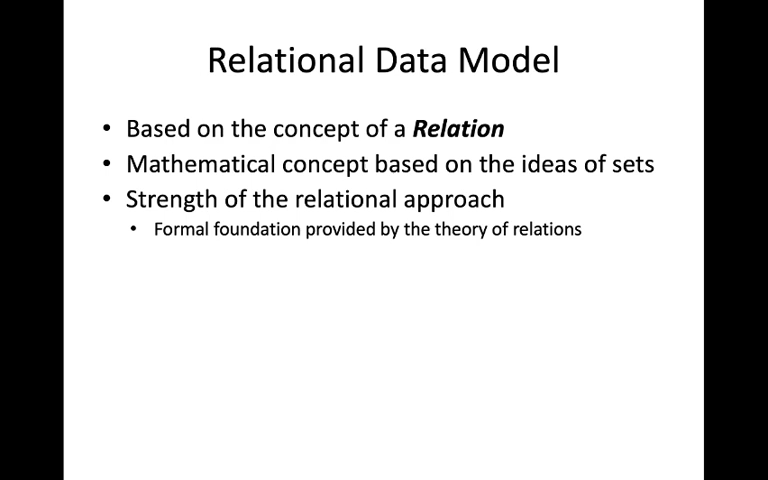 Relational Data Model
• Based on the concept of a Relation
• Mathematical concept based on the ideas of sets
• Strength of the relational approach
• Formal foundation provided by the theory of relations